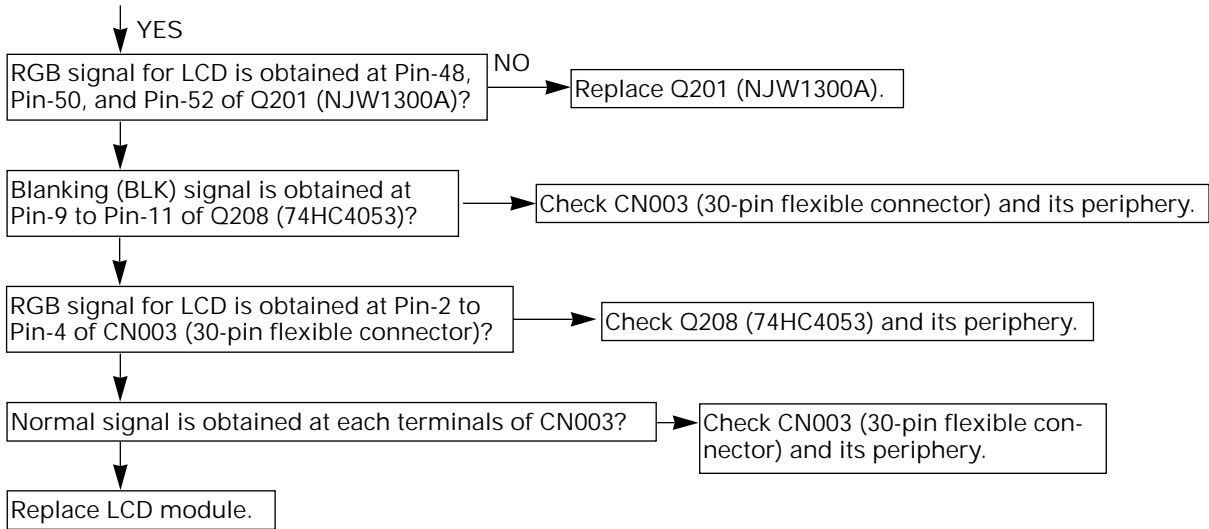 YES
RGB signal for LCD is obtained at Pin-48,
Pin-50, and Pin-52 of Q201 (NJW1300A)?
NO
Replace Q201 (NJW1300A).
Blanking (BLK) signal is obtained at
Pin-9 to Pin-11 of Q208 (74HC4053)?
Check CN003 (30-pin flexible connector) and its periphery.
RGB signal for LCD is obtained at Pin-2 to
Pin-4 of CN003 (30-pin flexible connector)?
Check Q208 (74HC4053) and its periphery.
Normal signal is obtained at each terminals of CN003?
Check CN003 (30-pin flexible con-
nector) and its periphery.
Replace LCD module.